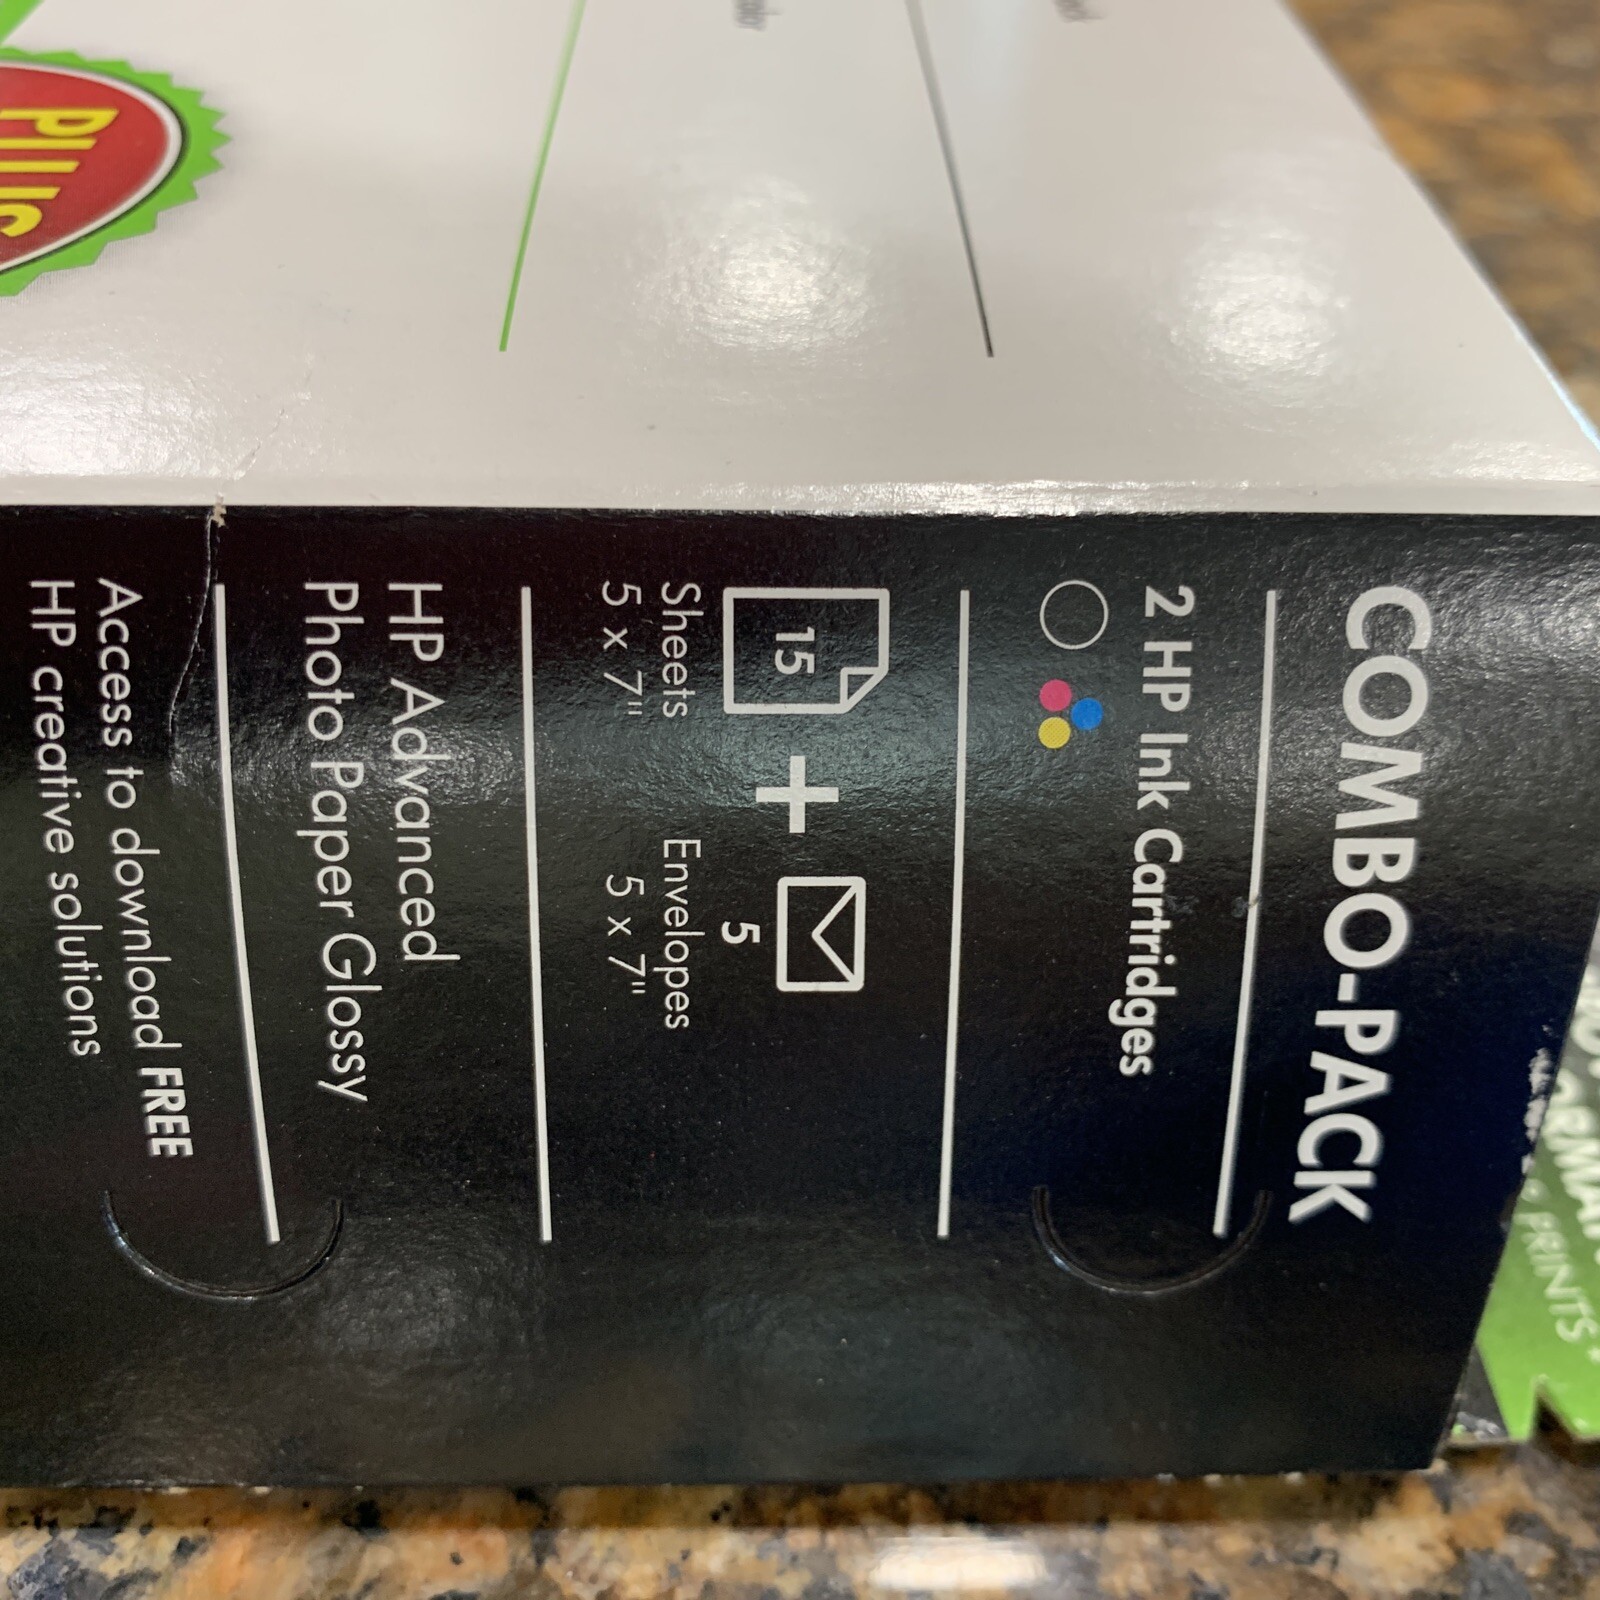 COMBO-PACK
2 HP Ink Cartridges
15
5
Sheets
5 x 7"
Envelopes
5 x 7"
HP Advanced
Photo Paper Glossy
Access to download FREE
HP creative solutions
Plus
PRINTS